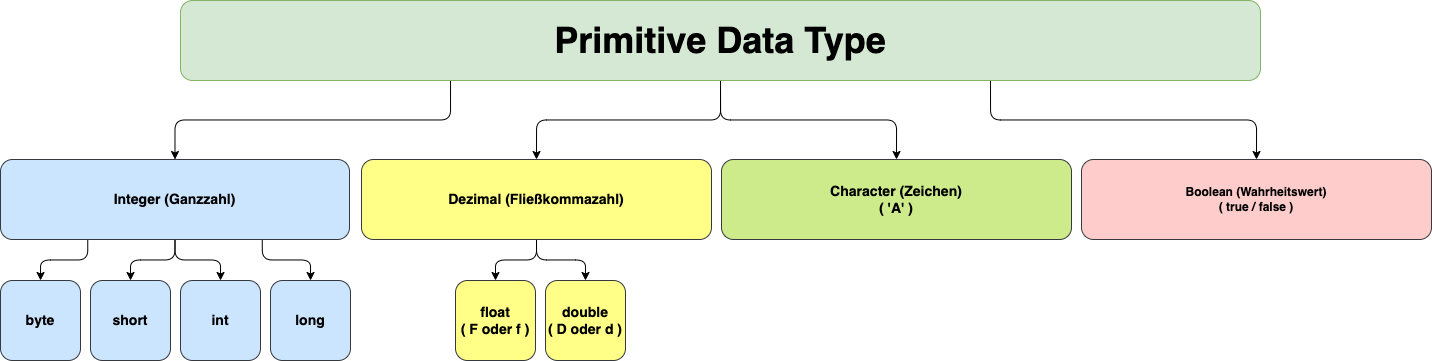 Primitive Data Type
Integer (Ganzzahl)
Dezimal (Fließkommazahl)
Character (Zeichen)
( 'A' )
Boolean (Wahrheitswert)
( true / false )
byte
short
int
long
float
( F oder f )
double
( D oder d )